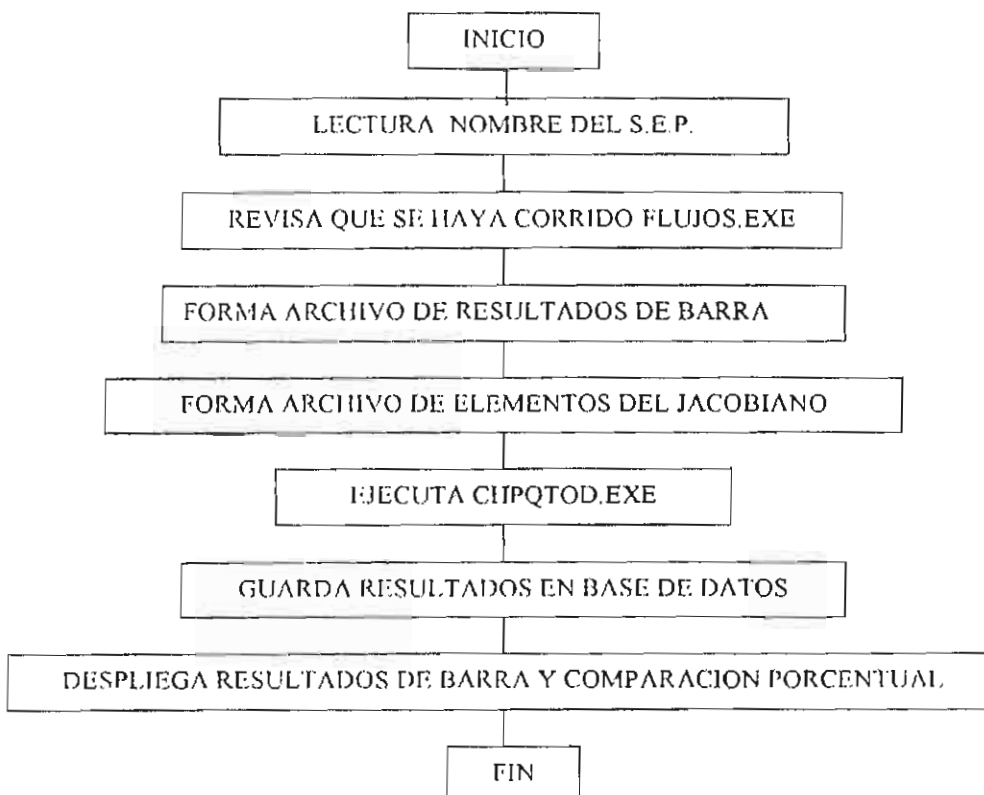 INICIO
LECTURA NOMBRE DEL S.E.P.
REVISA QUE SE HAYA CORRIDO FLUJOS.EXE
FORMA ARCHIVO DE RESULTADOS DE BARRA
FORMA ARCHIVO DE ELEMENTOS DEL JACOBIANO
EJECUTA CHPQTOD.EXE
GUARDA RESULTADOS EN BASE DE DATOS
DESPLIEGA RESULTADOS DE BARRA Y COMPARACION PORCENTUAL
FIN